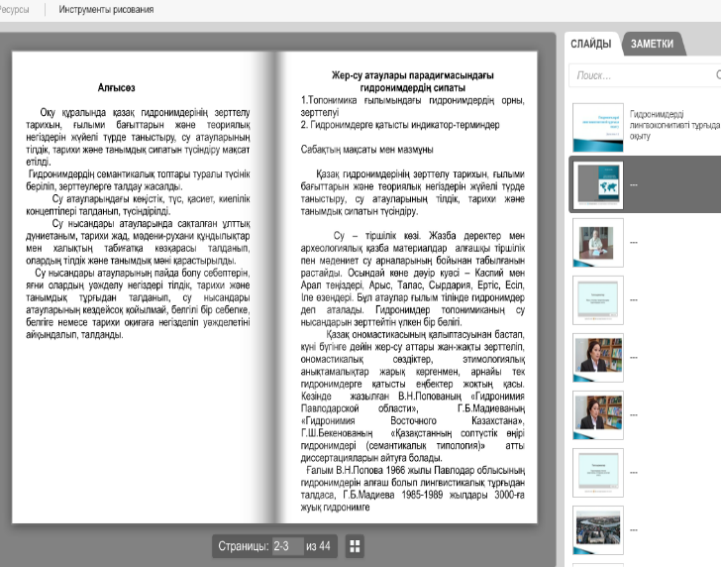 Ресурсы
Инструменты рисования
Алғысөз
Оқу құралында қазақ гидронимдерінің зерттелу
тарихын, ғылыми бағыттарын және теориялық
негіздерін жүйелі түрде таныстыру, су атауларының
тілдік, тарихи және танымдық сипатын түсіндіру мақсат
етілді.
Гидронимдердің семантикалық топтары туралы түсінік
беріліп, зерттеулерге талдау жасалды.
Су атауларындағы кеңістік, түс, қасиет, киелілік
концептілері талданып, түсіндірілді.
Су нысандары атауларында сақталған ұлттық
дүниетаным, тарихи жад, мәдени-рухани құндылықтар
мен халықтың табиғатқа көзқарасы талданып,
олардың тілдік және танымдық мәні қарастырылды.
Су нысандары атауларының пайда болу себептерін,
яғни олардың уәжделу негіздері тілдік, тарихи және
танымдық тұрғыдан талданып, су нысандары
атауларының кездейсоқ қойылмай, белгілі бір себепке,
белгіге немесе тарихи оқиғаға негізделіп уәжделетіні
айқындалып, талданды.
Жер-су атаулары парадигмасындағы
гидронимдердің сипаты
1.Топонимика ғылымындағы гидронимдердің орны,
зерттелуі
2. Гидронимдерге қатысты индикатор-терминдер
Сабақтың мақсаты мен мазмұны
Қазақ гидронимдерінің зерттелу тарихын, ғылыми
бағыттарын және теориялық негіздерін жүйелі түрде
таныстыру, су атауларының тілдік, тарихи және
танымдық сипатын түсіндіру.
Су – тіршілік көзі. Жазба деректер мен
археологиялық қазба материалдар алғашқы тіршілік
пен мәдениет су арналарының бойынан табылғанын
растайды. Осындай көне дәуір куәсі – Каспий мен
Арал теңіздері, Арыс, Талас, Сырдария, Ертіс, Есіл,
Іле өзендері. Бұл атаулар ғылым тілінде гидронимдер
деп аталады. Гидронимдер топонимиканың су
нысандарын зерттейтін үлкен бір бөлігі.
Қазақ ономастикасының қалыптасуынан бастап,
күні бүгінге дейін жер-су аттары жан-жақты зерттеліп,
ономастикалық сөздіктер, этимологиялық
анықтамалықтар жарық көргенмен, арнайы тек
гидронимдерге қатысты еңбектер жоқтың қасы.
Кезінде жазылған В.Н.Попованың «Гидронимия
Павлодарской области», Г.Б.Мадиеваның
«Гидронимия Восточного Казахстана»,
Г.Ш.Бекенованың «Қазақстанның солтүстік өңірі
гидронимдері (семантикалық типология)» атты
диссертацияларын айтуға болады.
Ғалым В.Н.Попова 1966 жылы Павлодар облысының
гидронимдерін алғаш болып лингвистикалық тұрғыдан
талдаса, Г.Б.Мадиева 1985-1989 жылдары 3000-ға
жуық гидронимге
Страницы: 2-3 из 44
СЛАЙДЫ
ЗАМЕТКИ
Поиск...
Гидронимдерді
лингвокогнитивті тұрғыда
оқыту
...
...
...
...
...
...
...